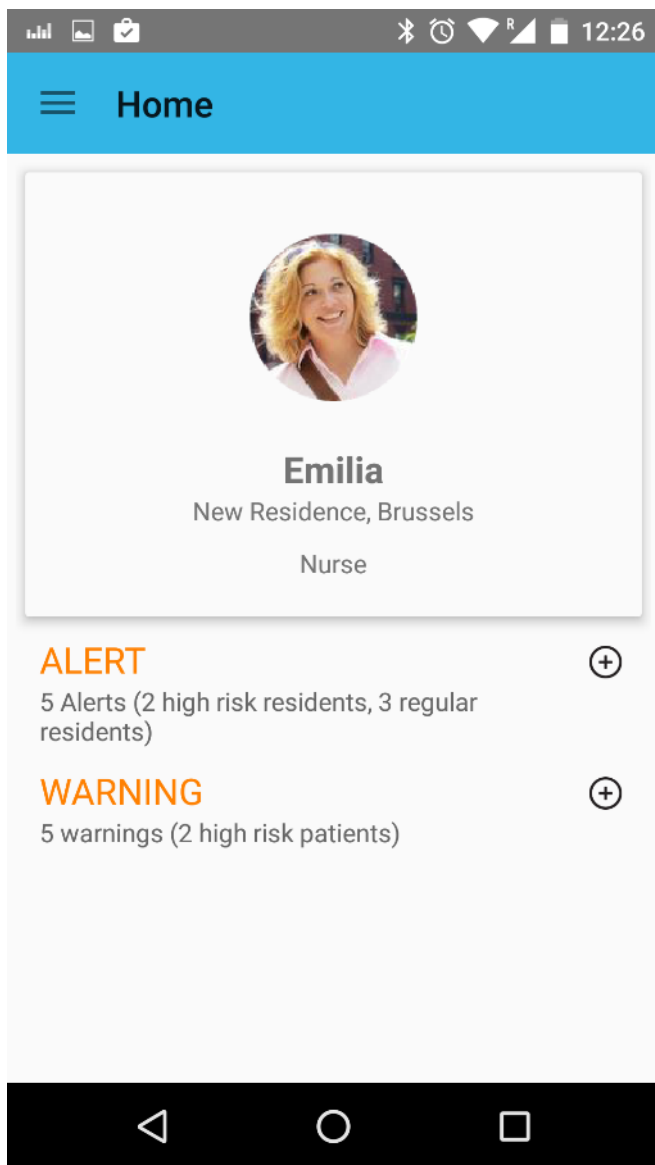 R 12:26
Home
Emilia
New Residence, Brussels
Nurse
ALERT
5 Alerts (2 high risk residents, 3 regular
residents)
WARNING
5 warnings (2 high risk patients)